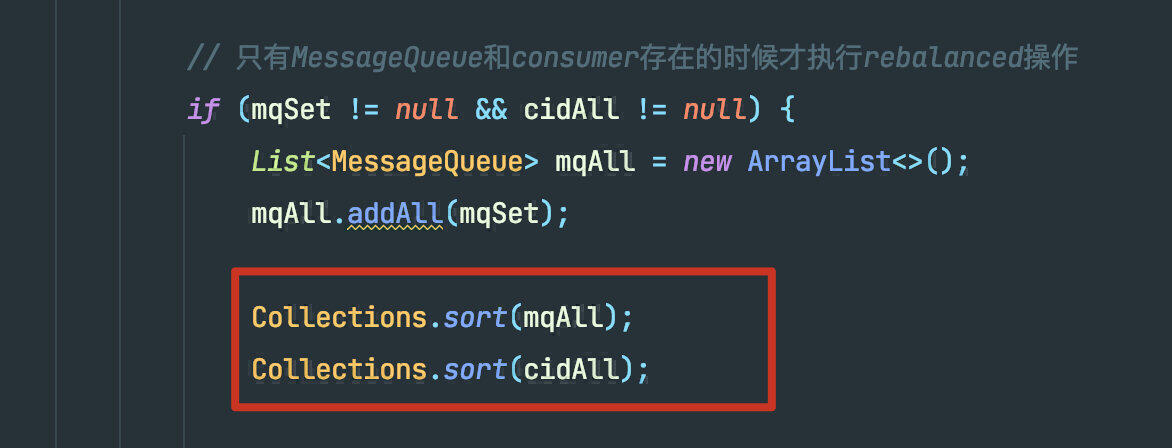 // 只有MessageQueue和consumer存在的时候才执行rebalanced操作
if (mqSet != null && cidAll != null) {
List<MessageQueue> mqAll = new ArrayList<>();
mqAll.addAll(mqSet);
Collections.sort(mqAll);
Collections.sort(cidAll);